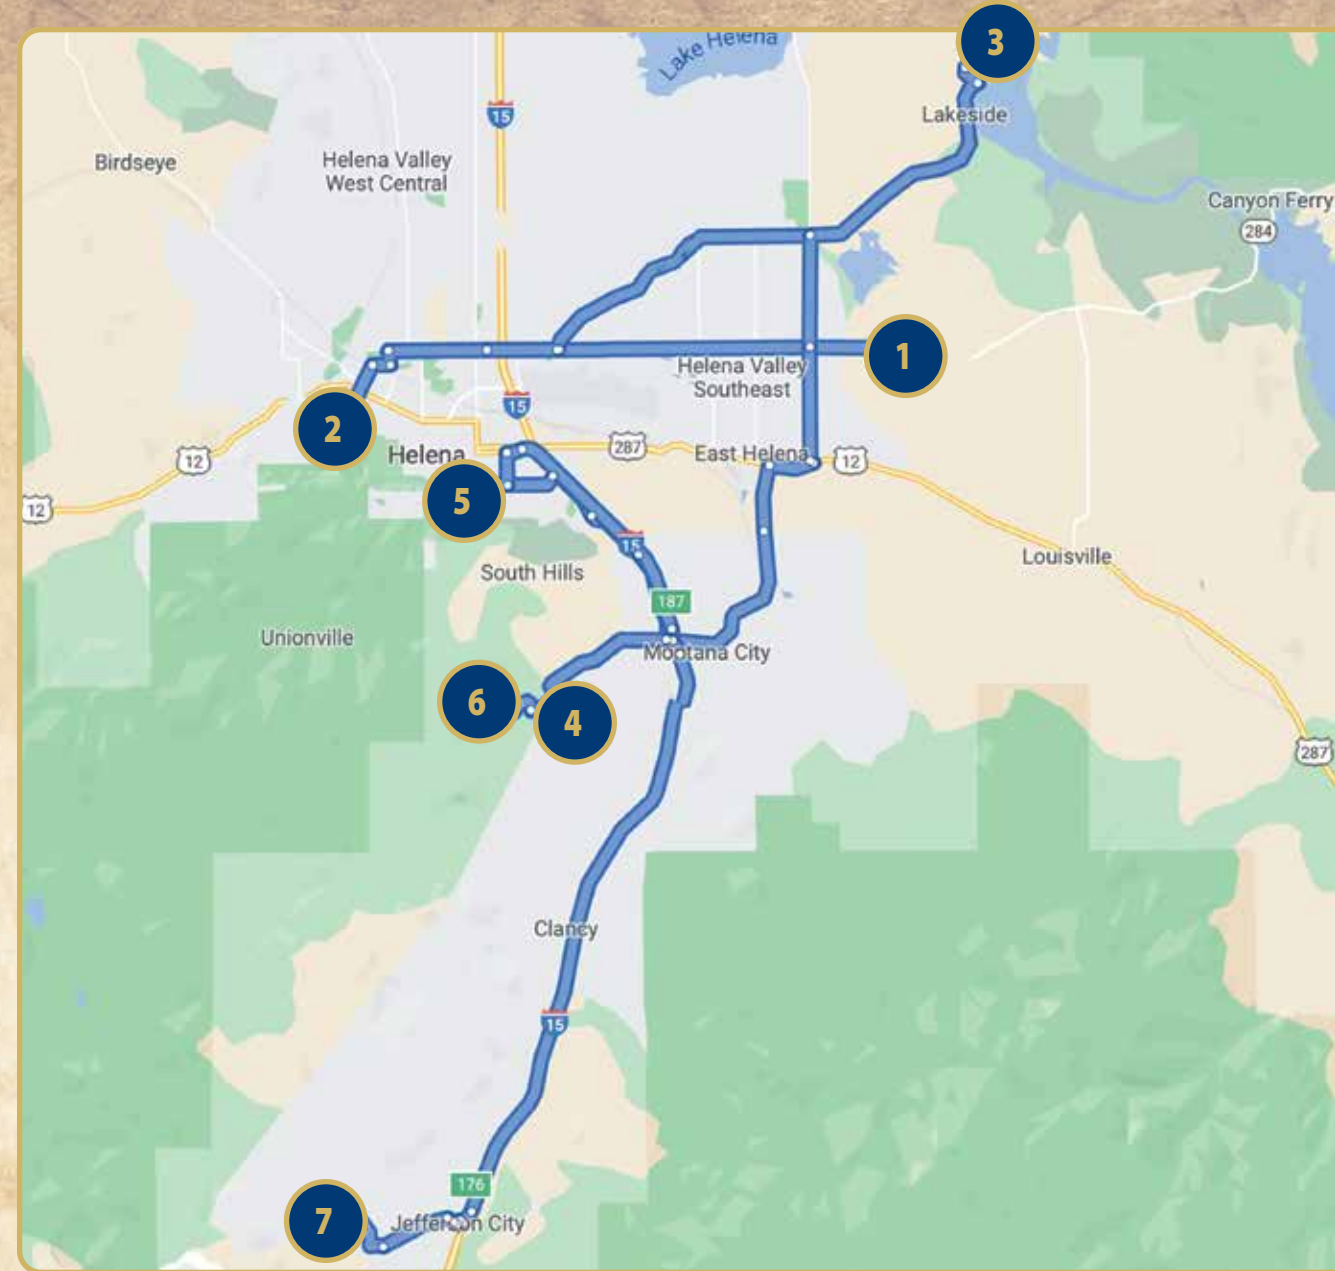 3
Lake Helena
15
Lakeside
Birdseye
Helena Valley
West Central
Canyon Ferry
284
1
Helena Valley
Southeast
15
2
12
Helena
287
East Helena
12
5
12
15
Louisville
South Hills
187
Unionville
Montana City
6
4
287
Clancy
15
176
7
Jefferson City